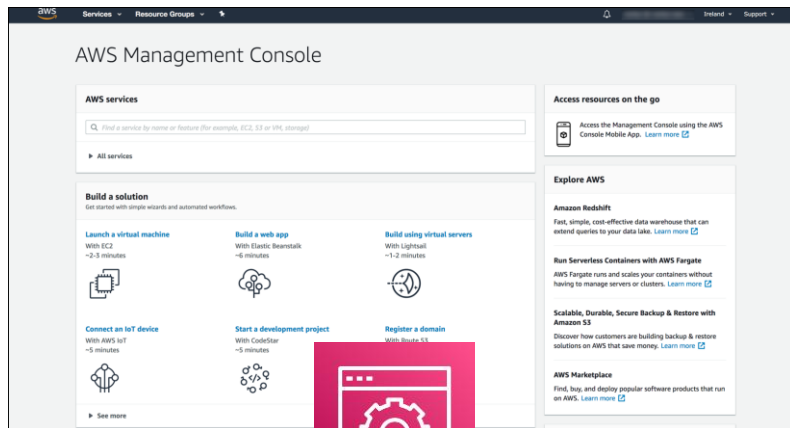 aws Services Resource Groups Ireland Support
AWS Management Console
AWS services
Find a service by name or feature (for example, EC2, S3 or VM, storage)
All services
Build a solution
Get started with simple wizards and automated workflows.
Launch a virtual machine
With EC2
~2-3 minutes
Build a web app
With Elastic Beanstalk
~6 minutes
Build using virtual servers
With Lightsail
~1-2 minutes
Connect an IoT device
With AWS IoT
~5 minutes
Start a development project
With CodeStar
~5 minutes
Register a domain
With Route 53
See more
Access resources on the go
Access the Management Console using the AWS
Console Mobile App. Learn more
Explore AWS
Amazon Redshift
Fast, simple, cost-effective data warehouse that can
extend queries to your data lake. Learn more
Run Serverless Containers with AWS Fargate
AWS Fargate runs and scales your containers without
having to manage servers or clusters. Learn more
Scalable, Durable, Secure Backup & Restore with
Amazon S3
Discover how customers are building backup & restore
solutions on AWS that save money. Learn more
AWS Marketplace
Find, buy, and deploy popular software products that run
on AWS. Learn more